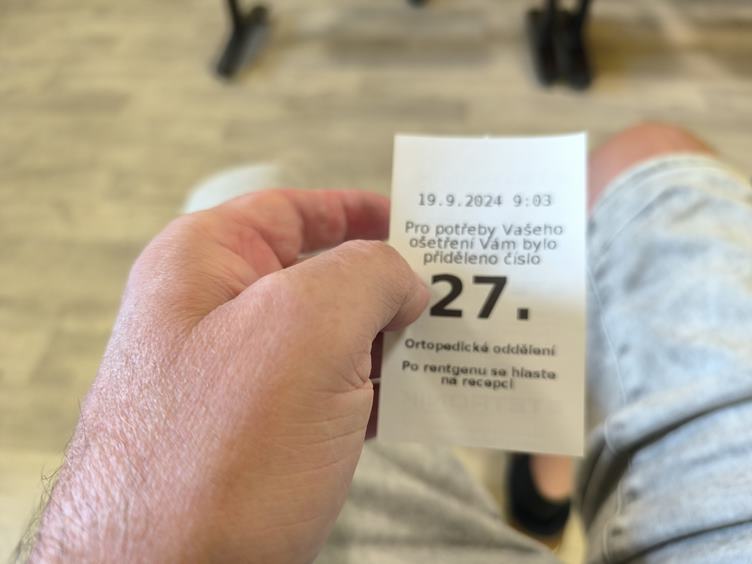 19.9.2024 9:03
Pro potřeby Vašeho
ošetření Vám bylo
přiděleno číslo
27.
Ortopedické oddělení
Po rentgenu se hlaste
na recepci